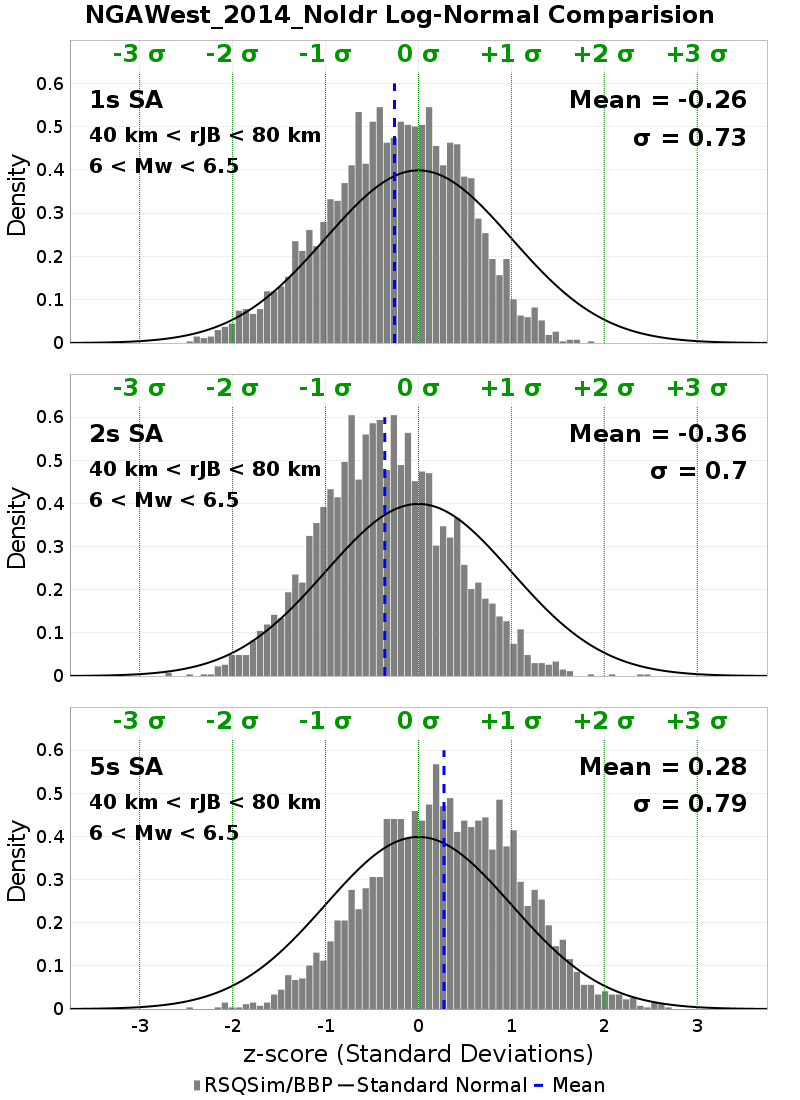 NGAWest_2014_NoIdr Log-Normal Comparision
-3 σ -2 σ -1 σ 0 σ +1 σ +2 σ +3 σ
1s SA
40 km < rJB < 80 km
6 < Mw < 6.5
Mean = -0.26
σ = 0.73
Density
0.6
0.5
0.4
0.3
0.2
0.1
0
-3 σ -2 σ -1 σ 0 σ +1 σ +2 σ +3 σ
2s SA
40 km < rJB < 80 km
6 < Mw < 6.5
Mean = -0.36
σ = 0.7
Density
0.6
0.5
0.4
0.3
0.2
0.1
0
-3 σ -2 σ -1 σ 0 σ +1 σ +2 σ +3 σ
5s SA
40 km < rJB < 80 km
6 < Mw < 6.5
Mean = 0.28
σ = 0.79
Density
0.6
0.5
0.4
0.3
0.2
0.1
0
-3 -2 -1 0 1 2 3
z-score (Standard Deviations)
RSQSim/BBP Standard Normal Mean